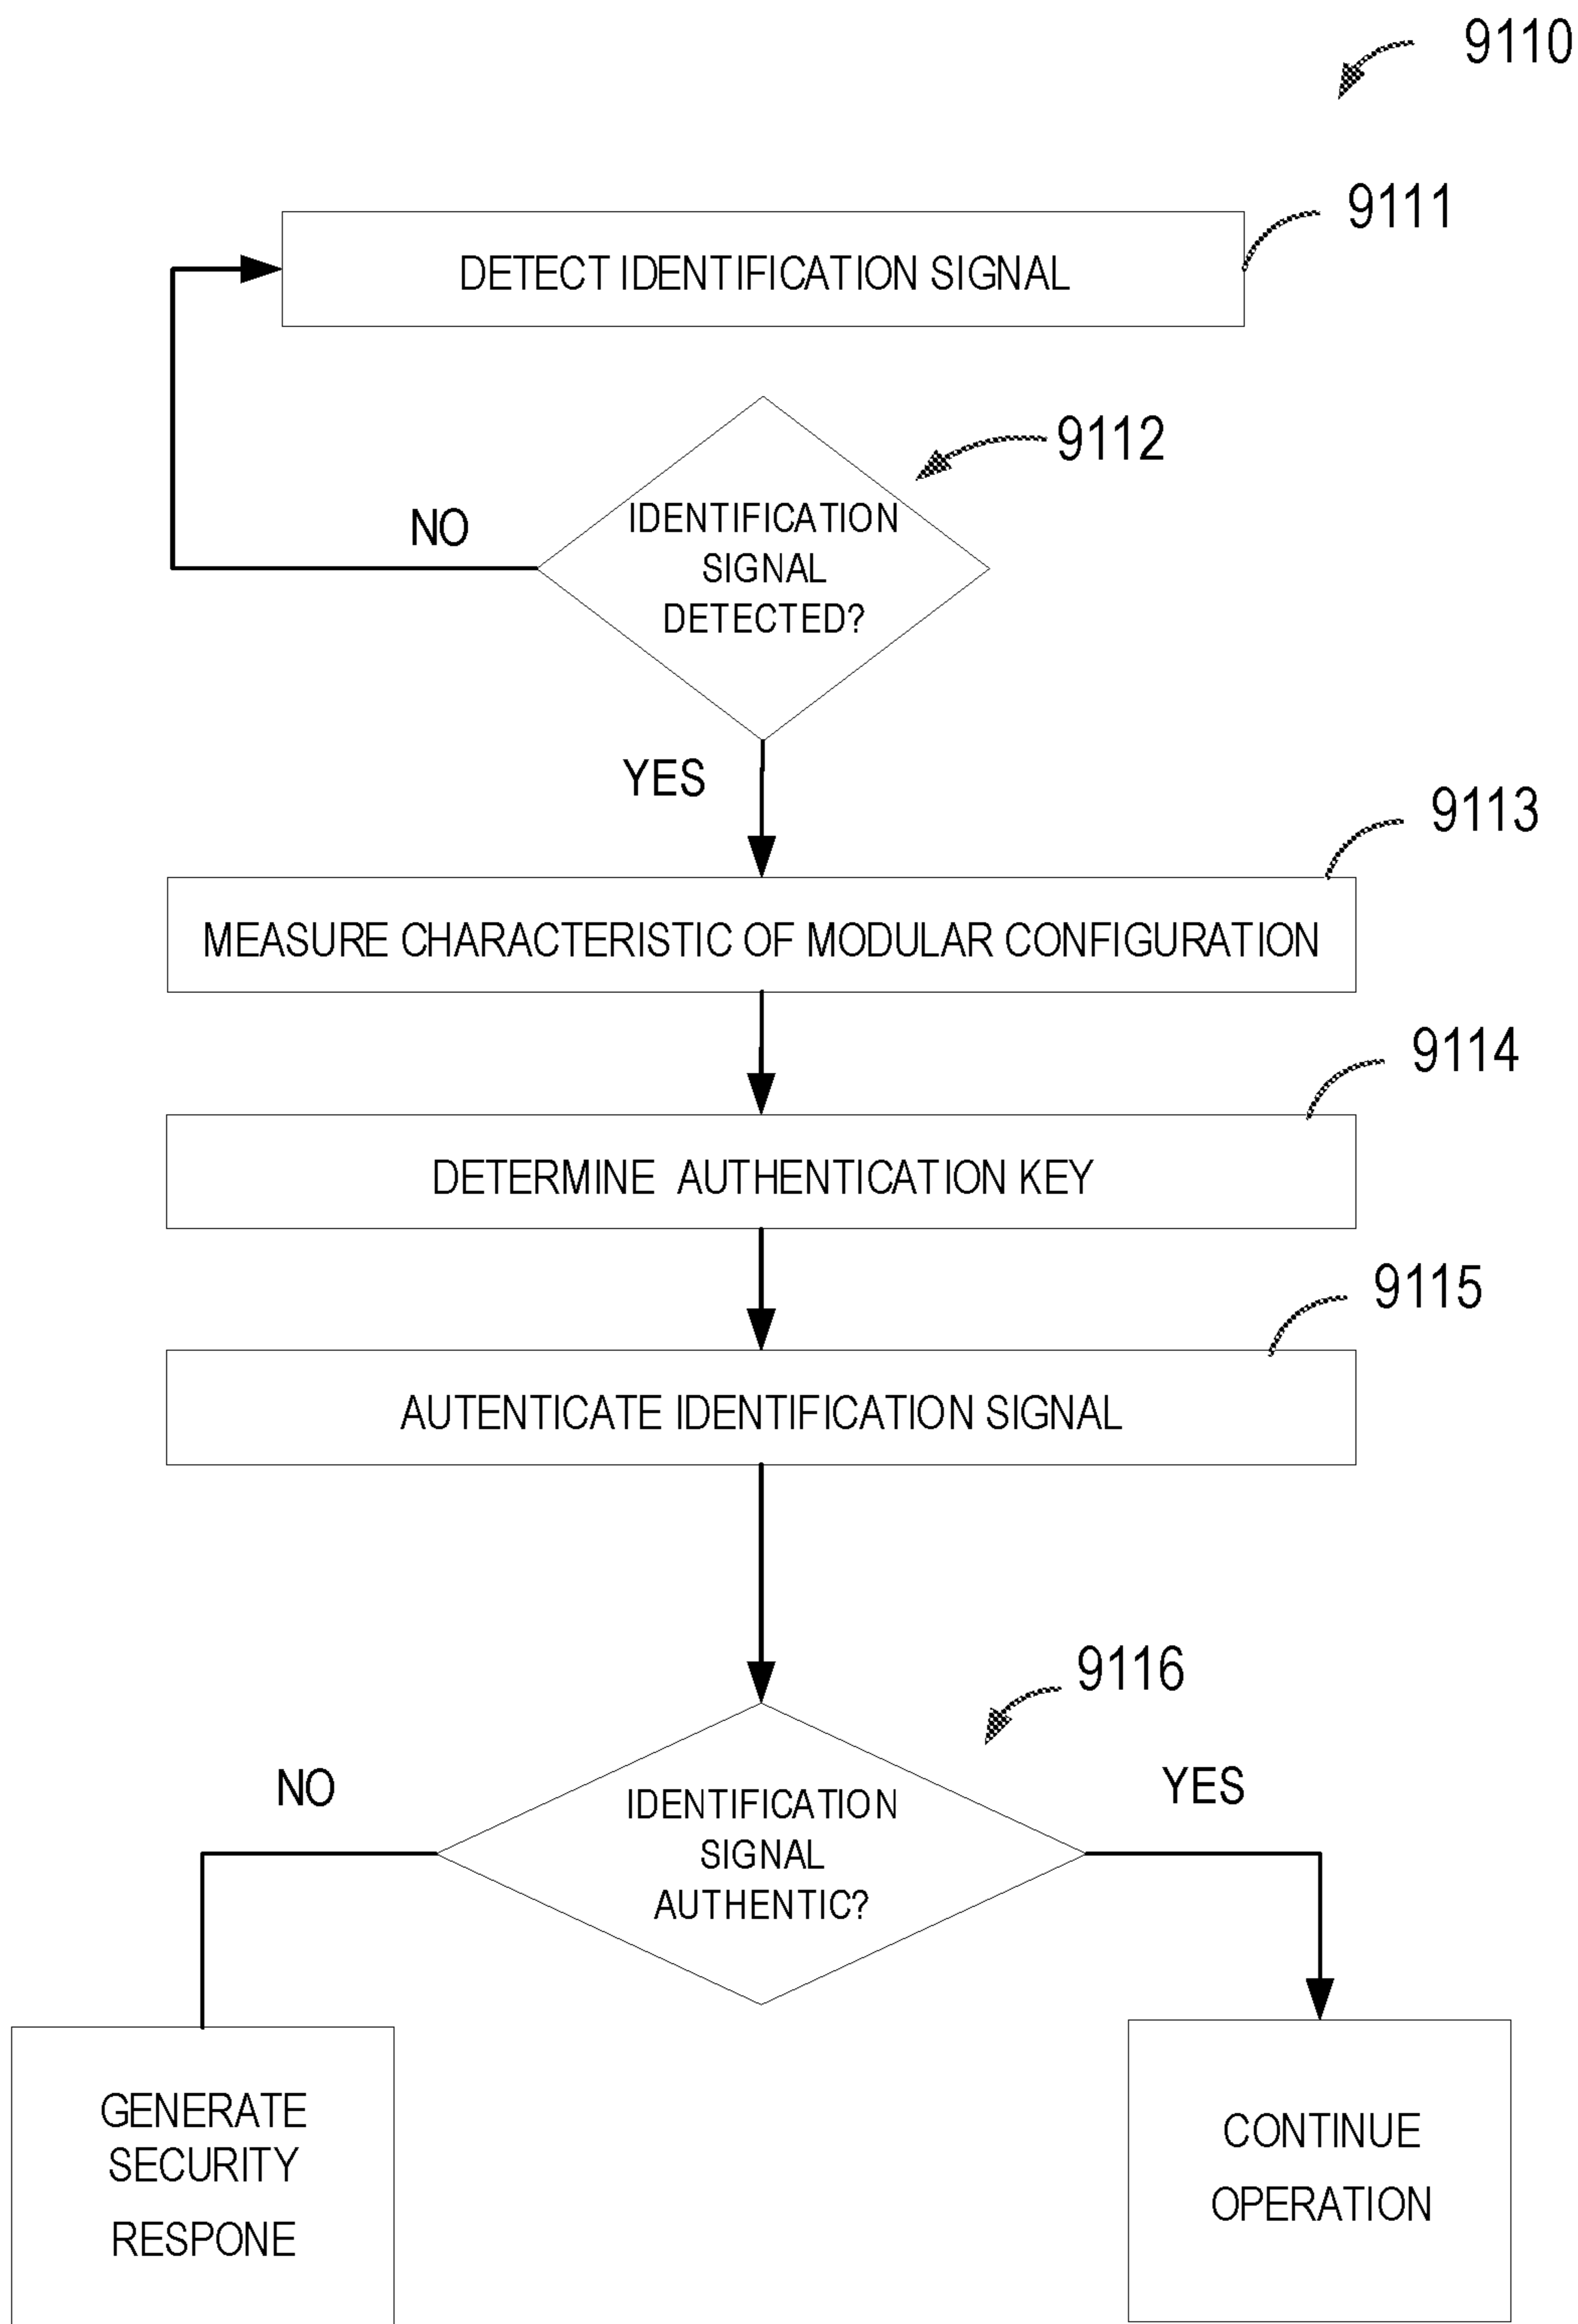 9110
9111
DETECT IDENTIFICATION SIGNAL
9112
NO
IDENTIFICATION
SIGNAL
DETECTED?
YES
9113
MEASURE CHARACTERISTIC OF MODULAR CONFIGURATION
9114
DETERMINE AUTHENTICATION KEY
9115
AUTENTICATE IDENTIFICATION SIGNAL
9116
NO
YES
IDENTIFICATION
SIGNAL
AUTHENTIC?
GENERATE
SECURITY
RESPONE
CONTINUE
OPERATION